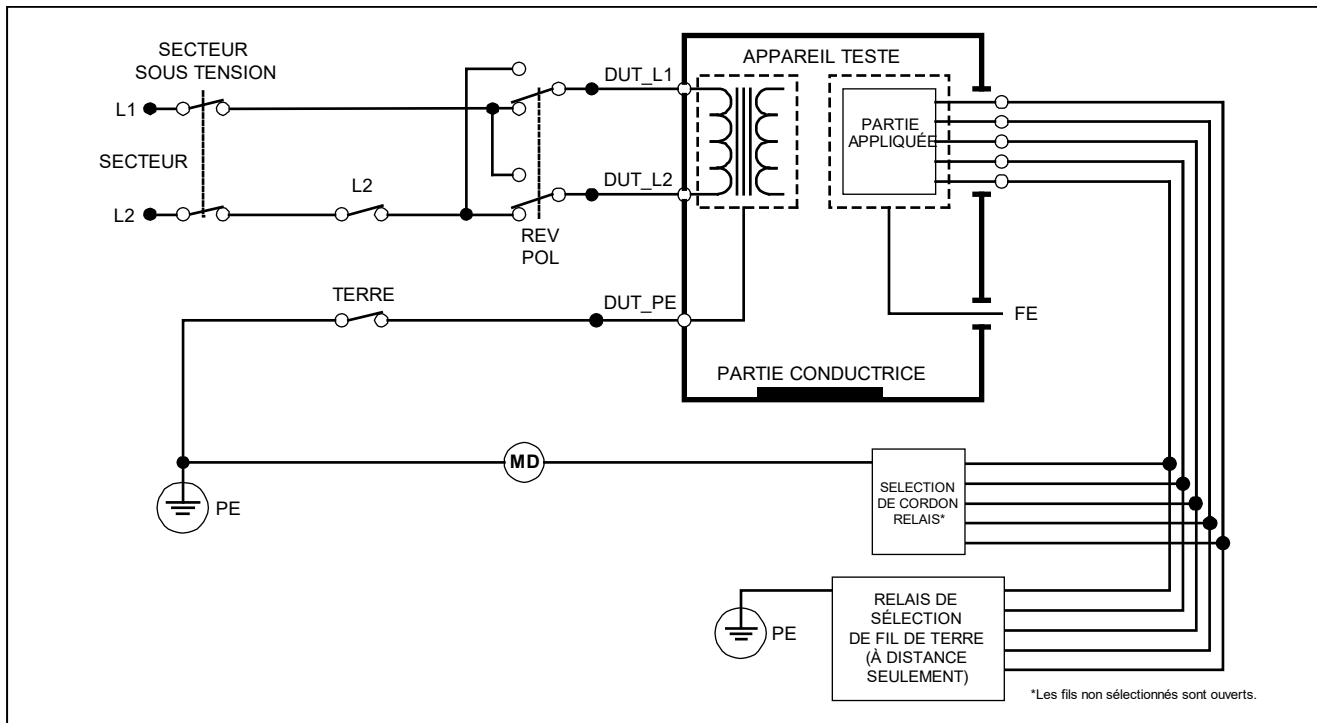 SECTEUR
SOUS TENSION
L1
SECTEUR
L2
L2
REV
POL
DUT_L1
DUT_L2
TERRE
DUT_PE
APPAREIL TESTE
PARTIE
APPLIQUÉE
FE
PARTIE CONDUCTRICE
MD
PE
SELECTION
DE CORDON
RELAIS*
PE
RELAIS DE
SÉLECTION
DE FIL DE TERRE
(À DISTANCE
SEULEMENT)
*Les fils non sélectionnés sont ouverts.